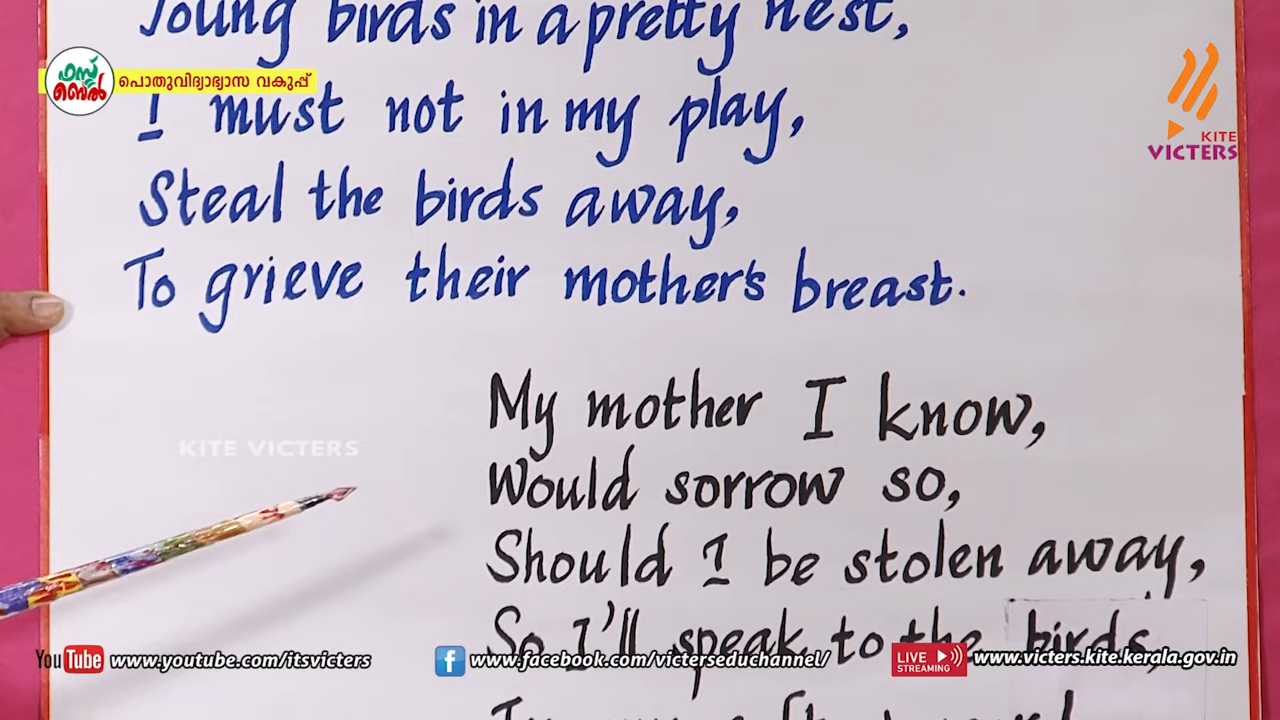 Young birds in a pretty nest,
ഫസ്റ്റ് ബെൽ
പൊതുവിദ്യാഭ്യാസ വകുപ്പ്
I must not in my play,
KITE
VICTERS
Steal the birds away,
To grieve their mother's breast.
My mother I know,
KITE VICTERS
Would sorrow so,
Should I be stolen away,
So I'll speak to the birds,
YouTube www.youtube.com/itsvicters
www.facebook.com/victerseduchannel/
LIVE STREAMING www.victers.kite.kerala.gov.in